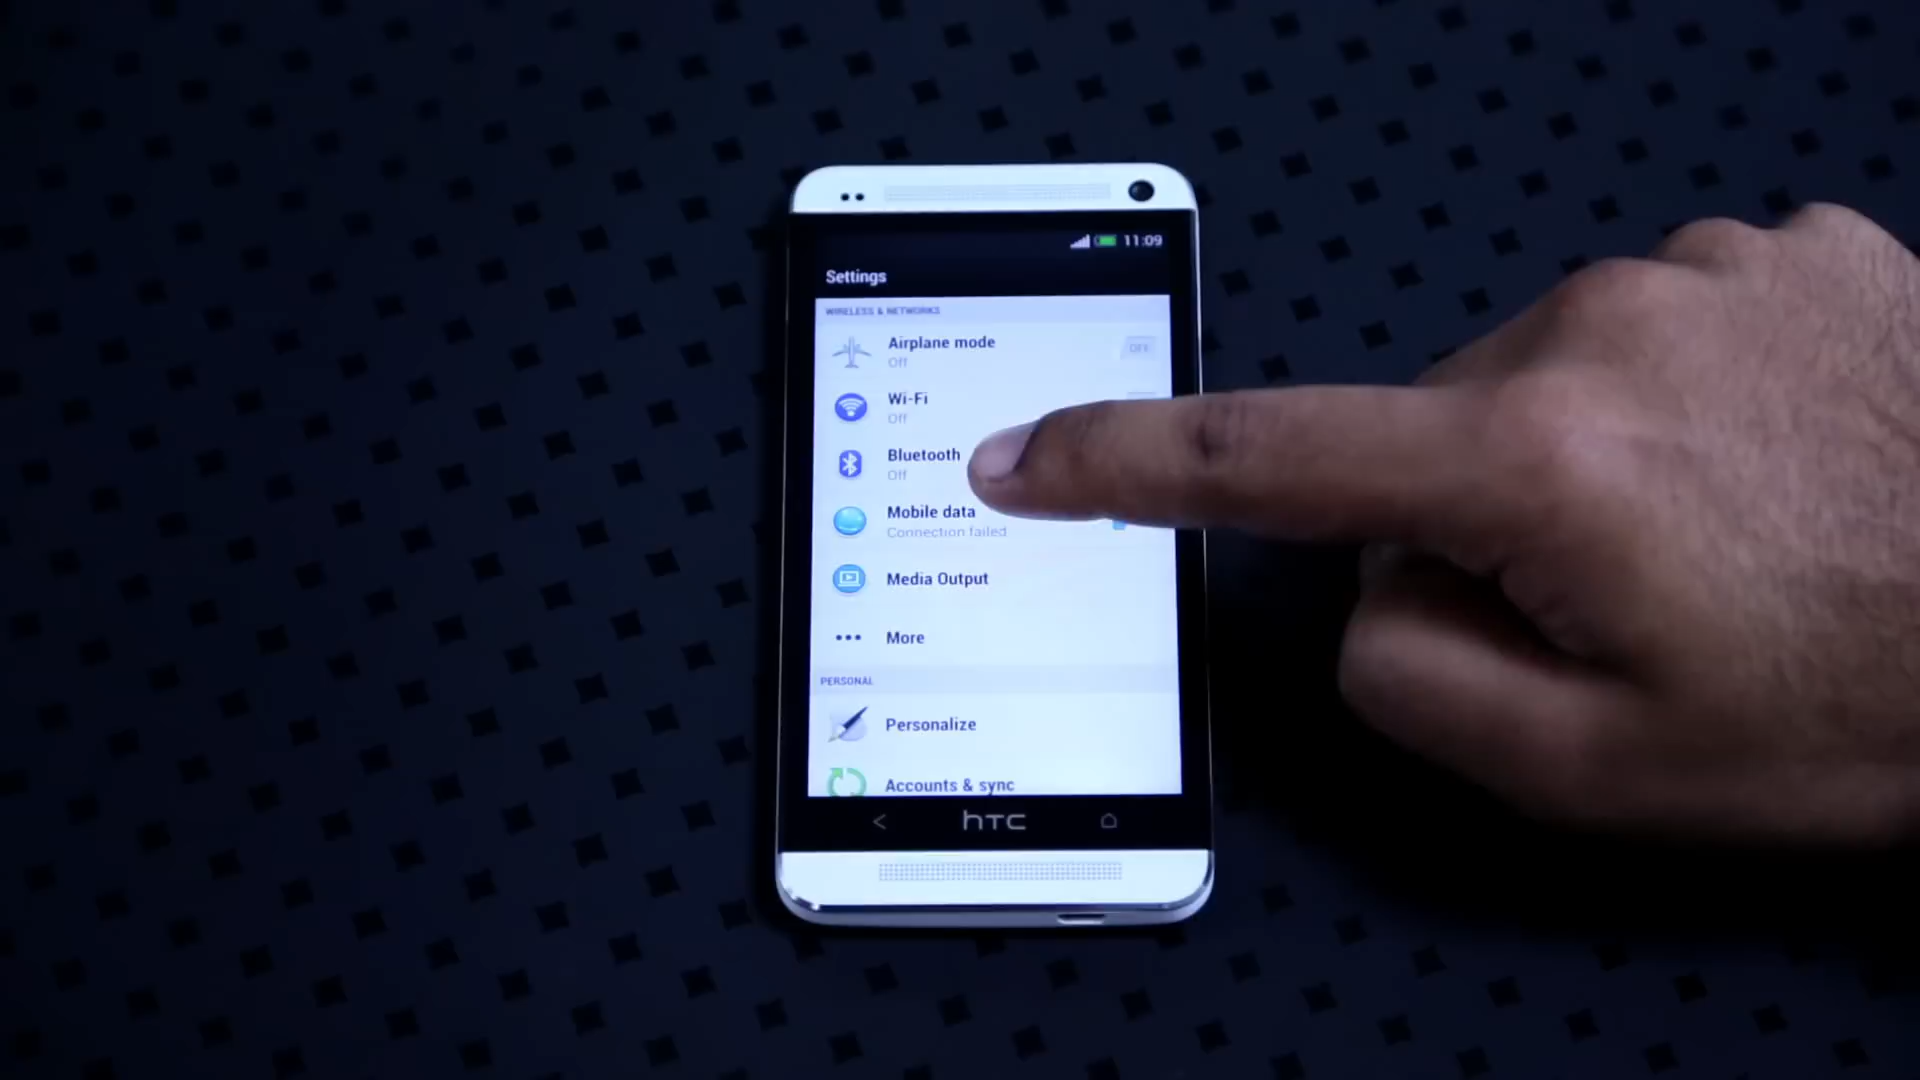 11:09
Settings
WIRELESS & NETWORKS
Airplane mode
Off
OFF
Wi-Fi
Off
Bluetooth
Off
Mobile data
Connection failed
Media Output
More
PERSONAL
Personalize
Accounts & sync
hTC